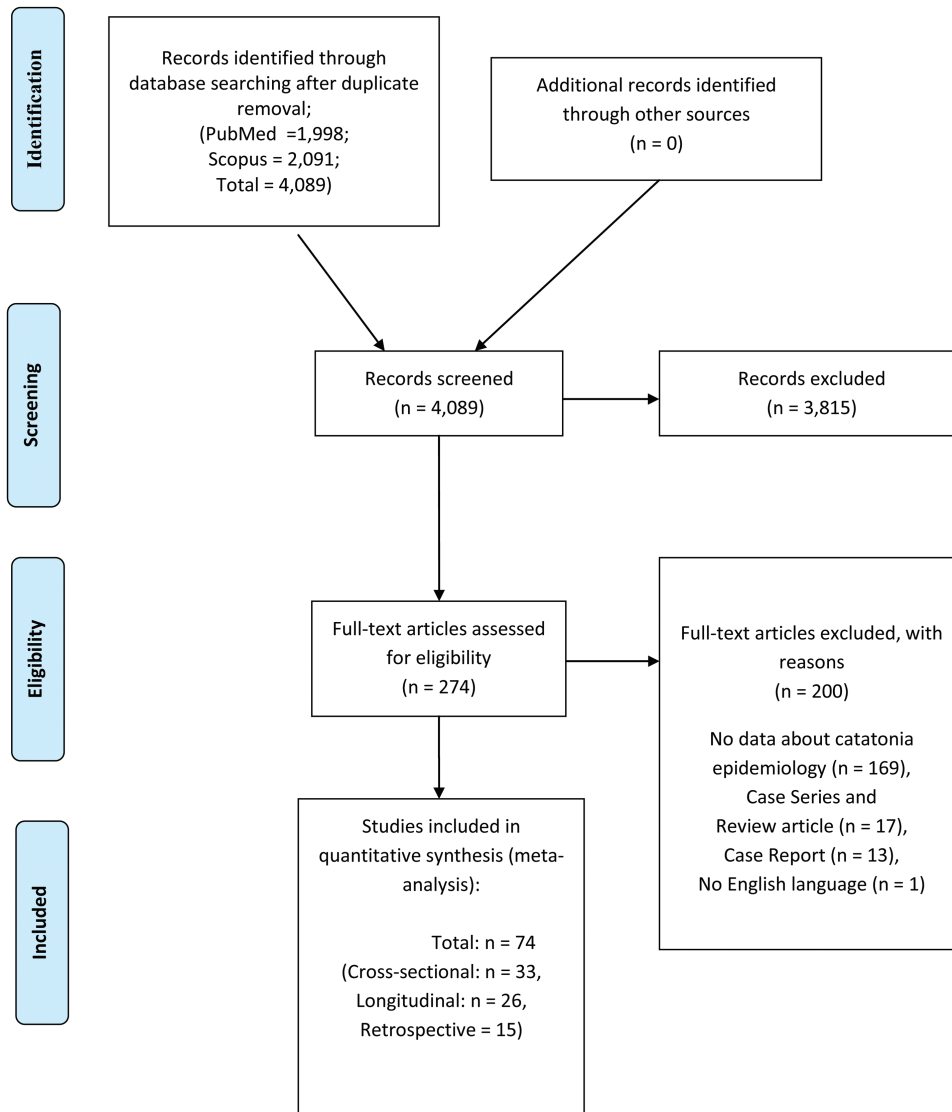 Identification
Records identified through
database searching after duplicate
removal;
(PubMed =1,998;
Scopus = 2,091;
Total = 4,089)
Additional records identified
through other sources
(n = 0)
Screening
Records screened
(n = 4,089)
Records excluded
(n = 3,815)
Eligibility
Full-text articles assessed
for eligibility
(n = 274)
Full-text articles excluded, with
reasons
(n = 200)
No data about catatonia
epidemiology (n = 169),
Case Series and
Review article (n = 17),
Case Report (n = 13),
No English language (n = 1)
Included
Studies included in
quantitative synthesis (meta-
analysis):
Total: n = 74
(Cross-sectional: n = 33,
Longitudinal: n = 26,
Retrospective = 15)